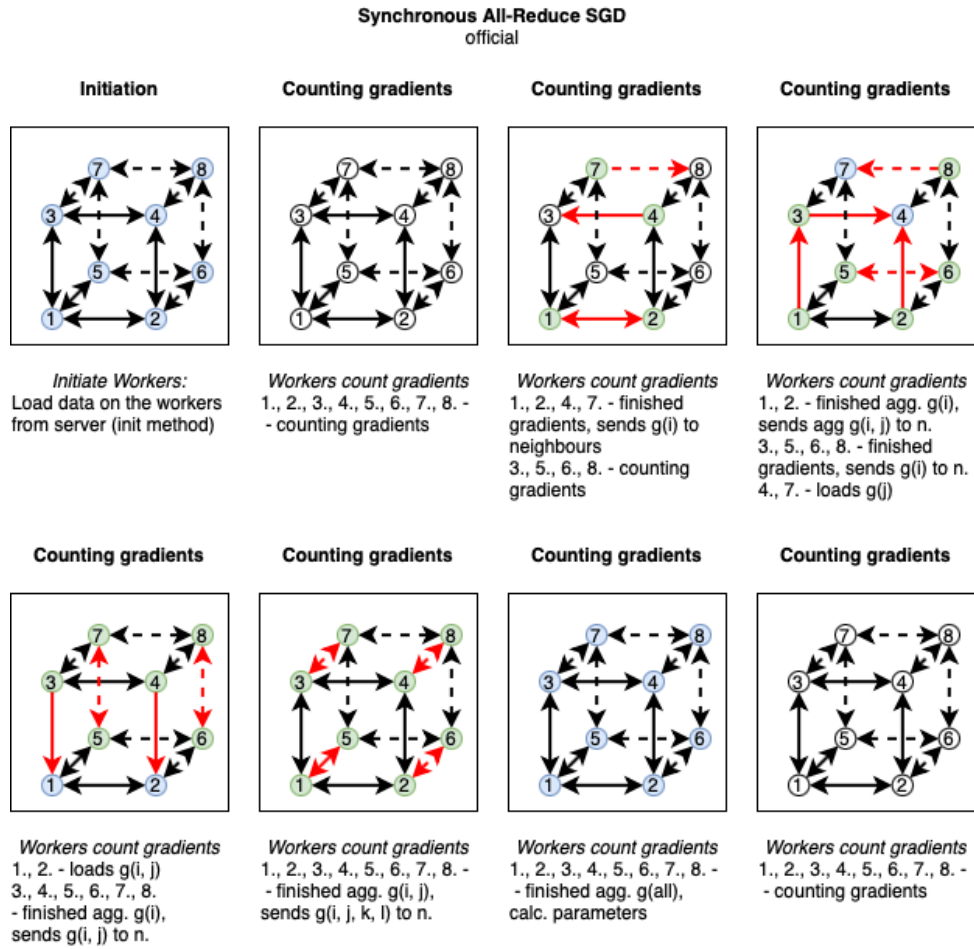 Synchronous All-Reduce SGD
official
Initiation
3
7
8
4
5
6
1
2
Initiate Workers:
Load data on the workers
from server (init method)
Counting gradients
7
8
3
4
5
6
1
2
Workers count gradients
1., 2., 3., 4., 5., 6., 7., 8. -
- counting gradients
Counting gradients
7
8
3
4
5
6
1
2
Workers count gradients
1., 2., 4., 7. - finished
gradients, sends g(i) to
neighbours
3., 5., 6., 8. - counting
gradients
Counting gradients
7
8
3
4
5
6
1
2
Workers count gradients
1., 2. - finished agg. g(i),
sends agg g(i, j) to n.
3., 5., 6., 8. - finished
gradients, sends g(i) to n.
4., 7. - loads g(j)
Counting gradients
7
8
3
4
5
6
1
2
Workers count gradients
1., 2. - loads g(i, j)
3., 4., 5., 6., 7., 8.
- finished agg. g(i),
sends g(i, j) to n.
Counting gradients
7
8
3
4
5
6
1
2
Workers count gradients
1., 2., 3., 4., 5., 6., 7., 8. -
- finished agg. g(i, j),
sends g(i, j, k, l) to n.
Counting gradients
7
8
3
4
5
6
1
2
Workers count gradients
1., 2., 3., 4., 5., 6., 7., 8. -
- finished agg. g(all),
calc. parameters
Counting gradients
7
8
3
4
5
6
1
2
Workers count gradients
1., 2., 3., 4., 5., 6., 7., 8. -
- counting gradients